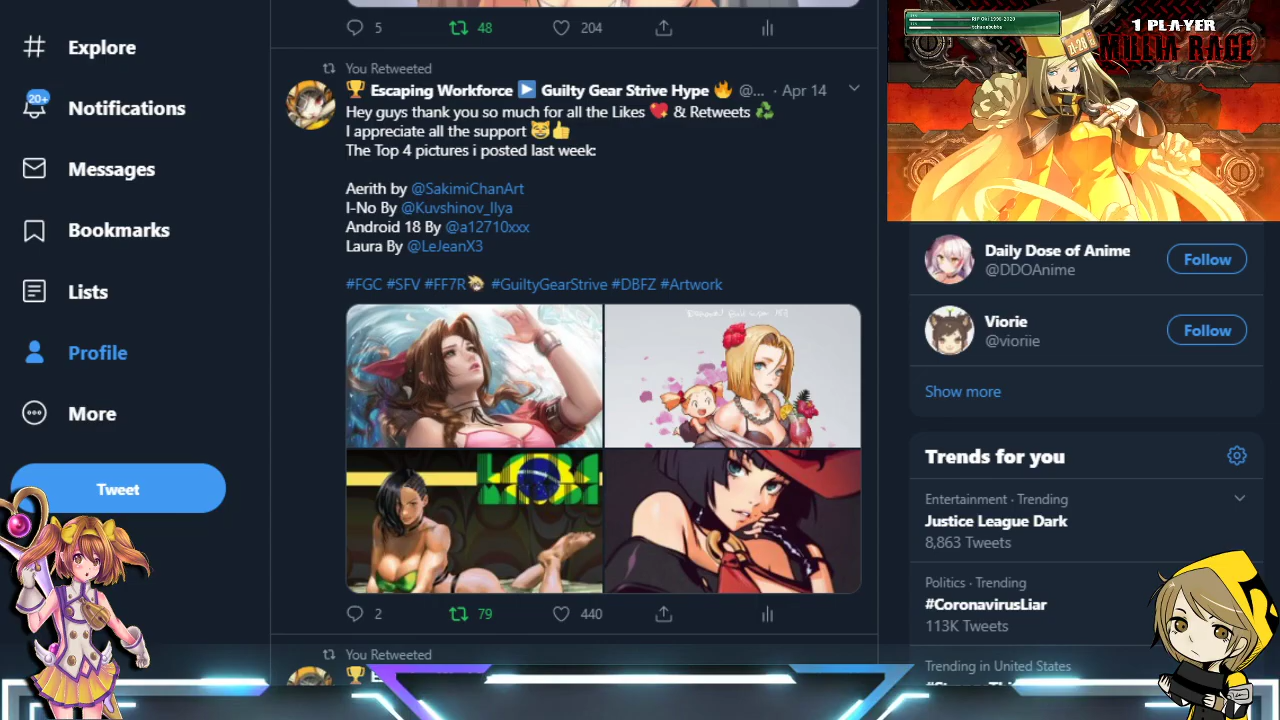 Explore
20+
Notifications
Messages
Bookmarks
Lists
Profile
More
Tweet
5
48
204
You Retweeted
Escaping Workforce ▶ Guilty Gear Strive Hype 🔥 @... · Apr 14
Hey guys thank you so much for all the Likes 💖 & Retweets ♻
I appreciate all the support 😸👍
The Top 4 pictures i posted last week:
Aerith by @SakimiChanArt
I-No By @Kuvshinov_Ilya
Android 18 By @a12710xxx
Laura By @LeJeanX3
#FGC #SFV #FF7R #GuiltyGearStrive #DBFZ #Artwork
2
79
440
You Retweeted
RIP Oki 1996-2020
1 PLAYER
MILLIA RAGE
Daily Dose of Anime
@DDOAnime
Follow
Viorie
@vioriie
Follow
Show more
Trends for you
Entertainment · Trending
Justice League Dark
8,863 Tweets
Politics · Trending
#CoronavirusLiar
113K Tweets
Trending in United States